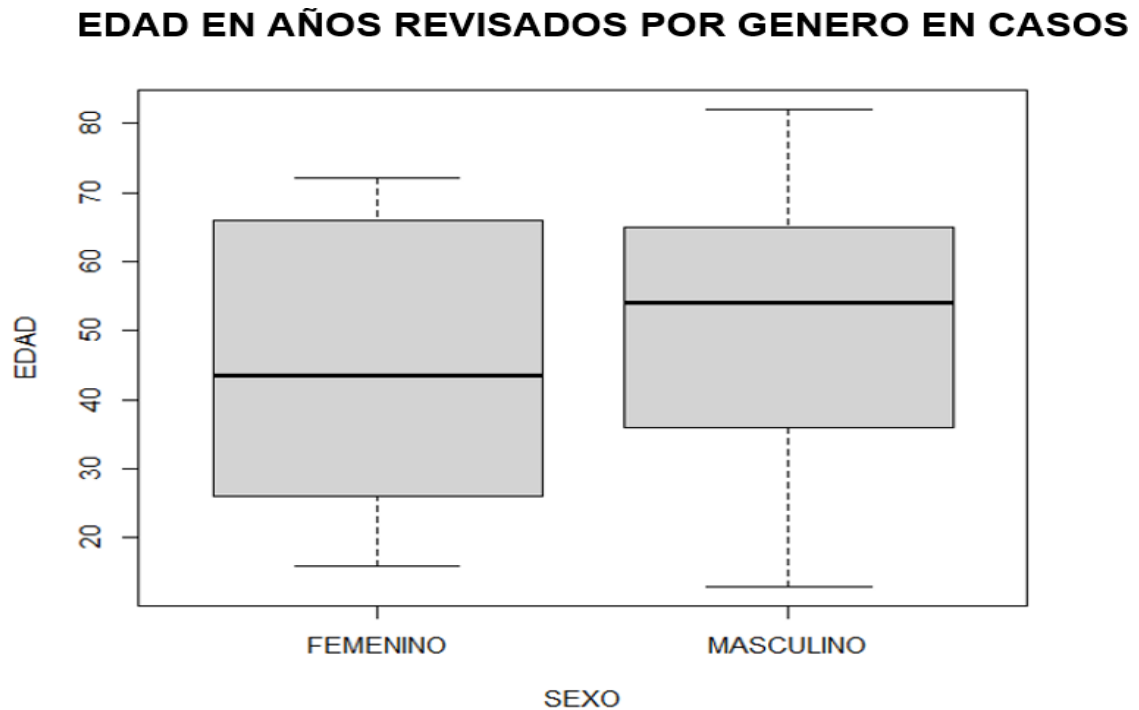 EDAD EN AÑOS REVISADOS POR GENERO EN CASOS
80
70
60
50
40
30
20
EDAD
FEMENINO MASCULINO
SEXO